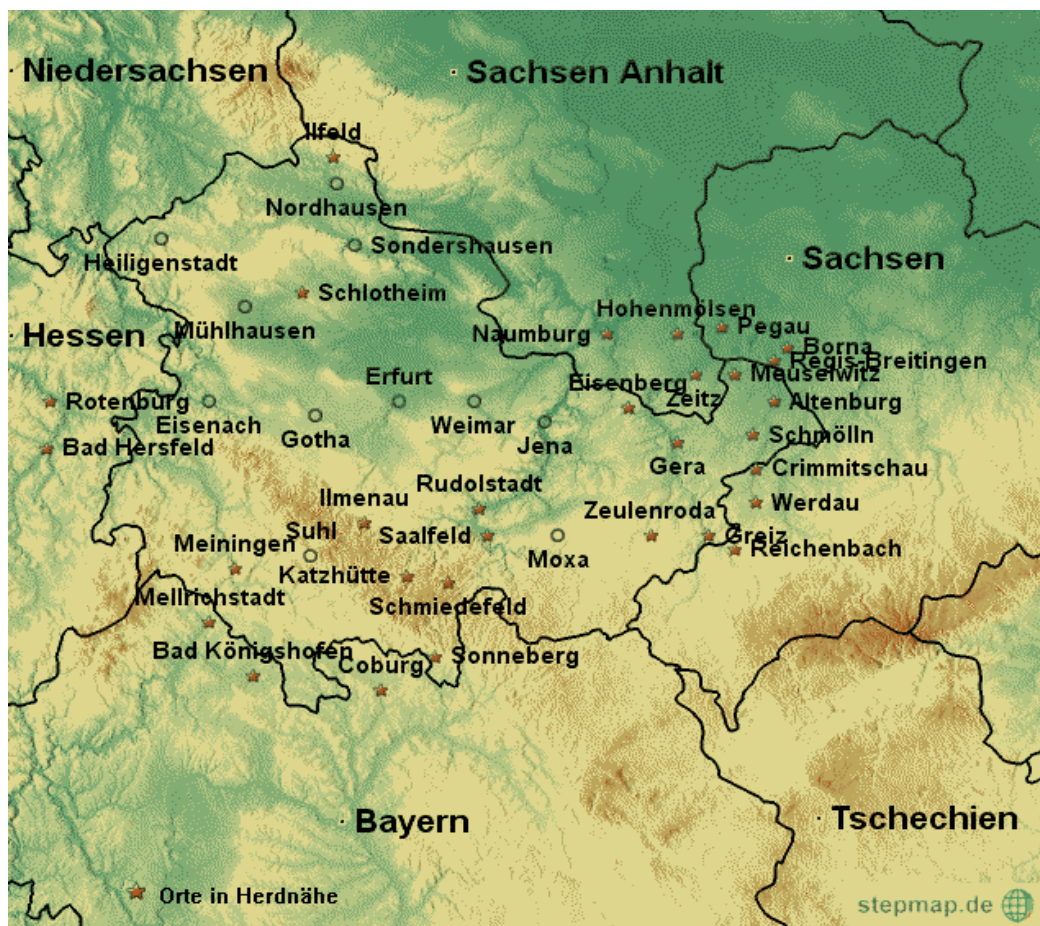 Niedersachsen
Sachsen Anhalt
Ilfeld
Nordhausen
Sondershausen
Heiligenstadt
Sachsen
Schlotheim
Hohenmölsen
Mühlhausen
Hessen
Naumburg
Pegau
Borna
Regis-Breitingen
Erfurt
Eisenberg
Meuselwitz
Rotenburg
Zeitz
Altenburg
Eisenach
Gotha
Weimar
Jena
Schmölln
Bad Hersfeld
Gera
Crimmitschau
Rudolstadt
Ilmenau
Werdau
Zeulenroda
Suhl
Saalfeld
Greiz
Meiningen
Moxa
Reichenbach
Katzhütte
Mellrichstadt
Schmiedefeld
Bad Königshofen
Coburg
Sonneberg
Bayern
Tschechien
Orte in Herdnähe
stepmap.de